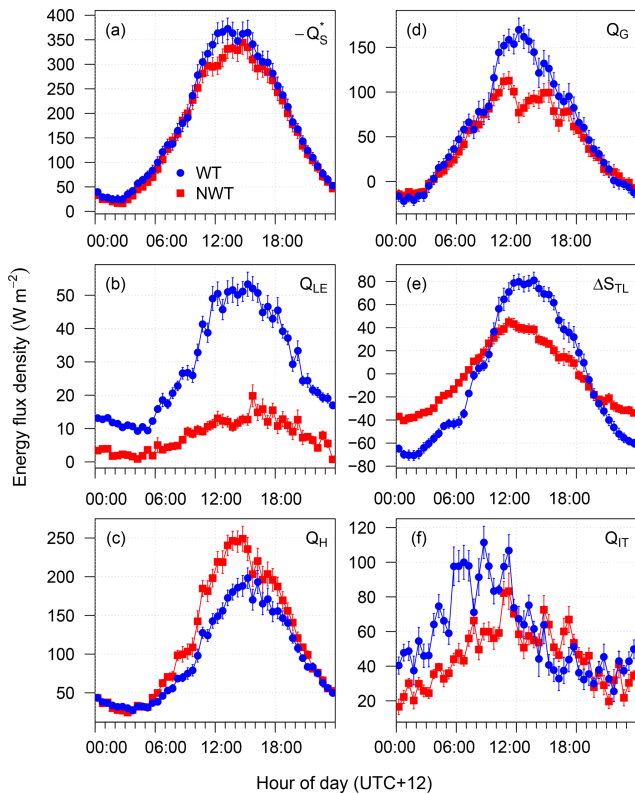 (a)
−Q*S
400
350
300
250
200
150
100
50
0
WT
NWT
00:00 06:00 12:00 18:00
(d)
QG
150
100
50
0
00:00 06:00 12:00 18:00
(b)
QLE
50
40
30
20
10
0
00:00 06:00 12:00 18:00
(e)
ΔSTL
80
60
40
20
0
−20
−40
−60
−80
00:00 06:00 12:00 18:00
(c)
QH
250
200
150
100
50
00:00 06:00 12:00 18:00
(f)
QIT
120
100
80
60
40
20
00:00 06:00 12:00 18:00
Energy flux density (W m−2)
Hour of day (UTC+12)